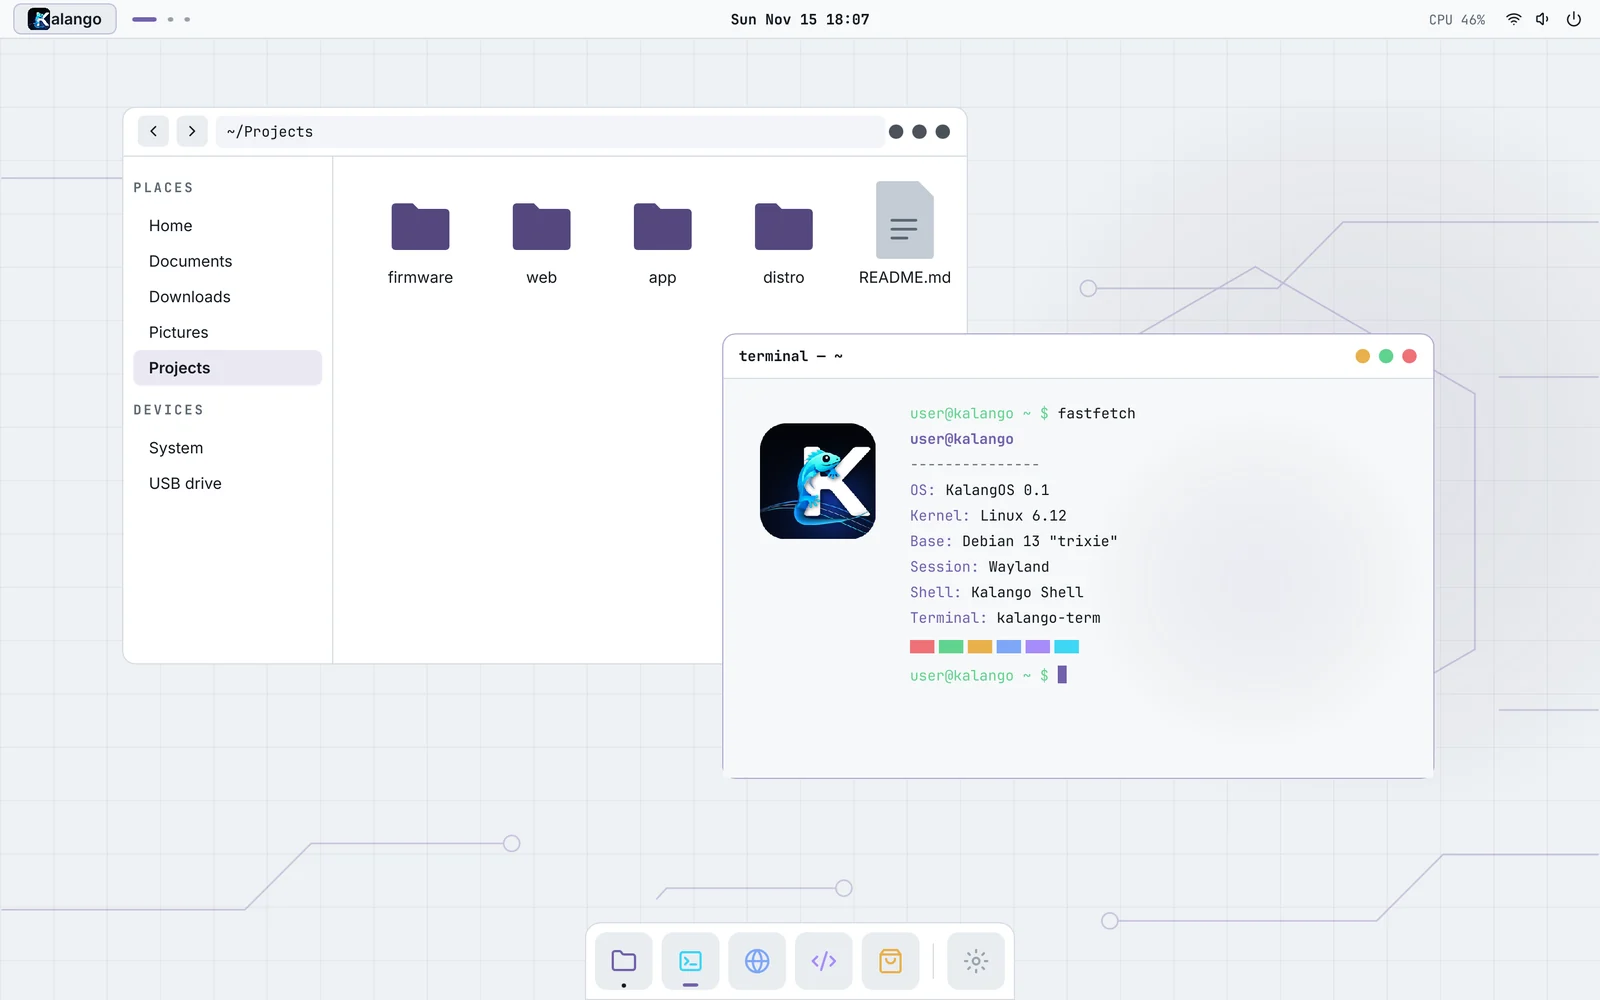 Kalango
Sun Nov 15 18:07
CPU 46%
~/Projects
PLACES
Home
Documents
Downloads
Pictures
Projects
DEVICES
System
USB drive
firmware
web
app
distro
README.md
terminal — ~
K
user@kalango ~ $ fastfetch
user@kalango
---------------
OS: KalangOS 0.1
Kernel: Linux 6.12
Base: Debian 13 "trixie"
Session: Wayland
Shell: Kalango Shell
Terminal: kalango-term
user@kalango ~ $